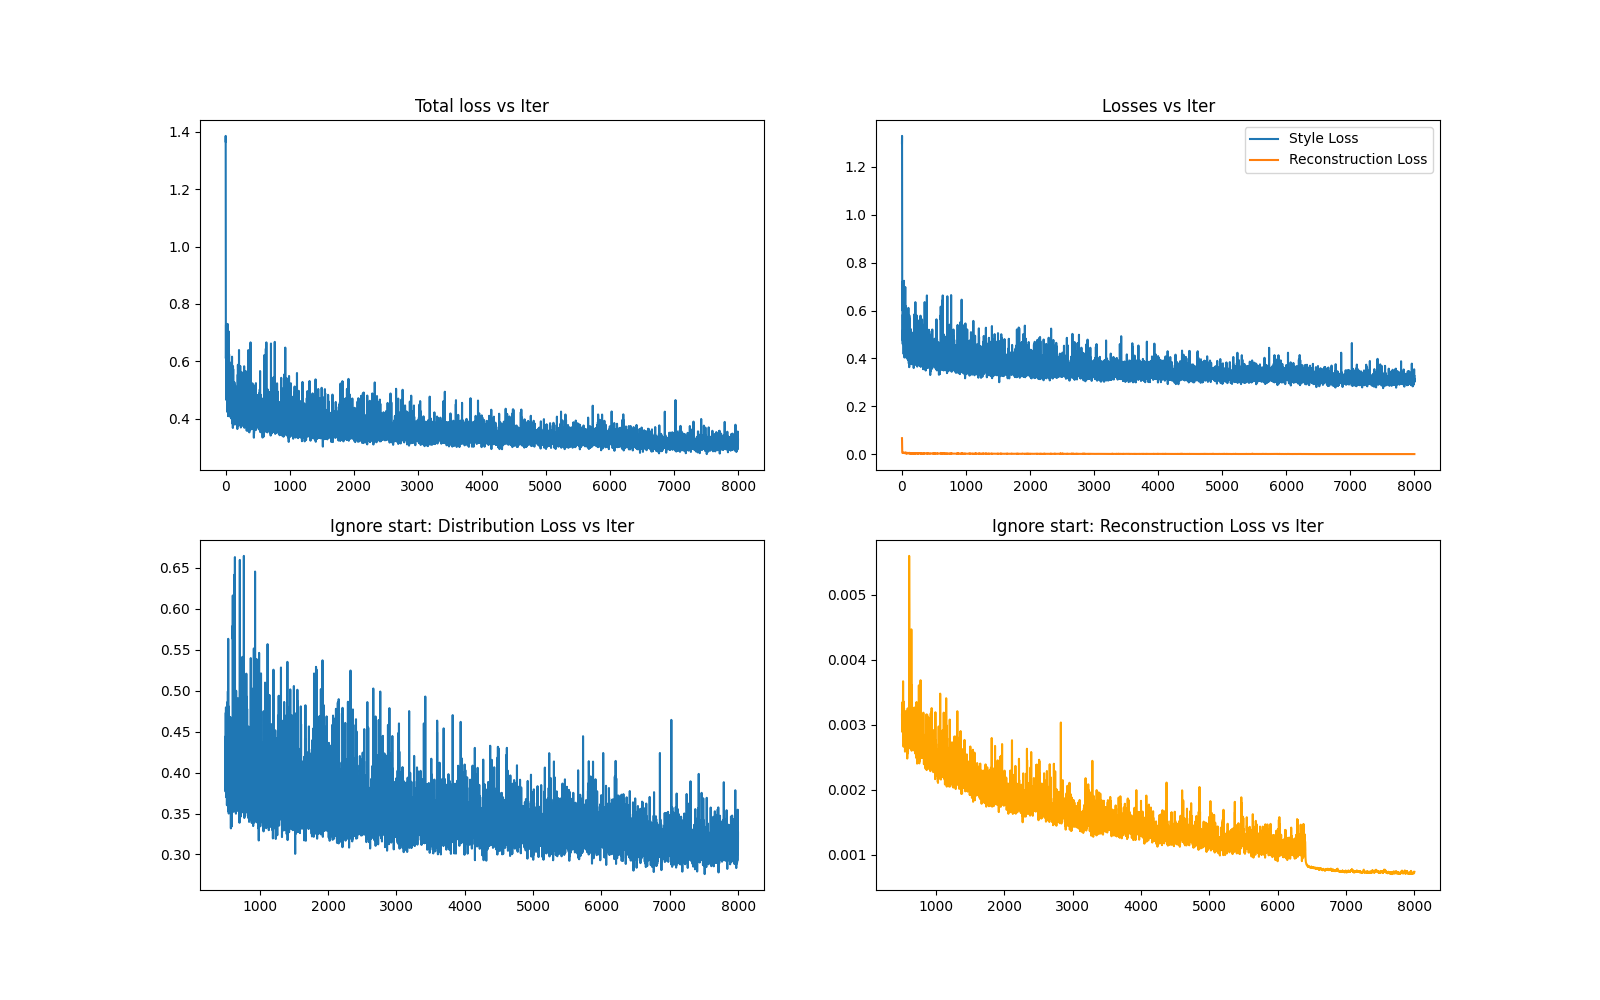 Total loss vs Iter
1.4
1.2
1.0
0.8
0.6
0.4
0 1000 2000 3000 4000 5000 6000 7000 8000
Losses vs Iter
Style Loss
Reconstruction Loss
1.2
1.0
0.8
0.6
0.4
0.2
0.0
0 1000 2000 3000 4000 5000 6000 7000 8000
Ignore start: Distribution Loss vs Iter
0.65
0.60
0.55
0.50
0.45
0.40
0.35
0.30
1000 2000 3000 4000 5000 6000 7000 8000
Ignore start: Reconstruction Loss vs Iter
0.005
0.004
0.003
0.002
0.001
1000 2000 3000 4000 5000 6000 7000 8000